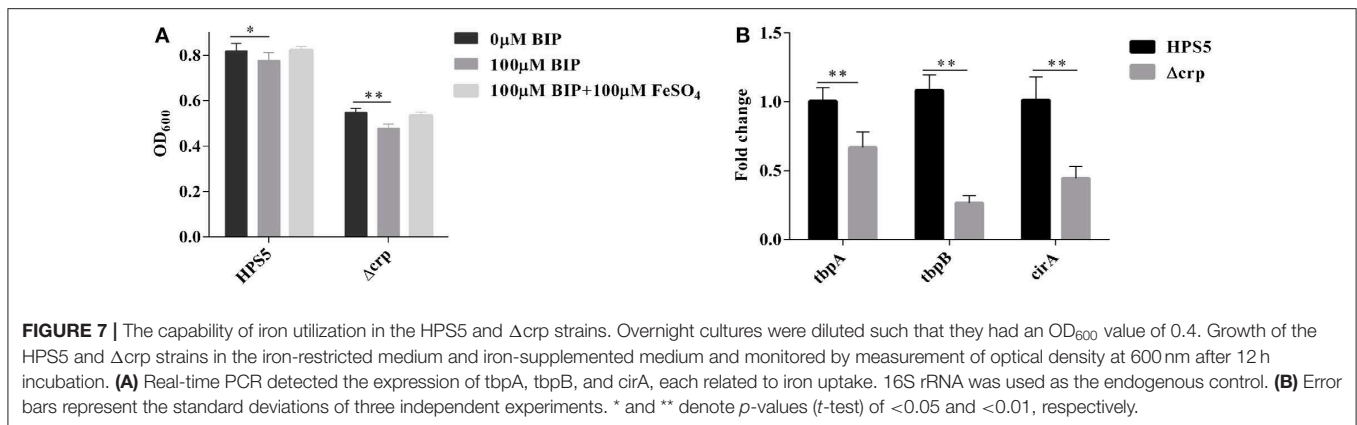 A
*
0μM BIP
100μM BIP
100μM BIP+100μM FeSO₄
**
OD₆₀₀
0.8
0.6
0.4
0.2
0.0
HPS5
Δcrp
B
HPS5
Δcrp
** ** **
Fold change
1.5
1.0
0.5
0.0
tbpA
tbpB
cirA
FIGURE 7 | The capability of iron utilization in the HPS5 and Δcrp strains. Overnight cultures were diluted such that they had an OD₆₀₀ value of 0.4. Growth of the
HPS5 and Δcrp strains in the iron-restricted medium and iron-supplemented medium and monitored by measurement of optical density at 600 nm after 12 h
incubation. (A) Real-time PCR detected the expression of tbpA, tbpB, and cirA, each related to iron uptake. 16S rRNA was used as the endogenous control. (B) Error
bars represent the standard deviations of three independent experiments. * and ** denote p-values (t-test) of <0.05 and <0.01, respectively.